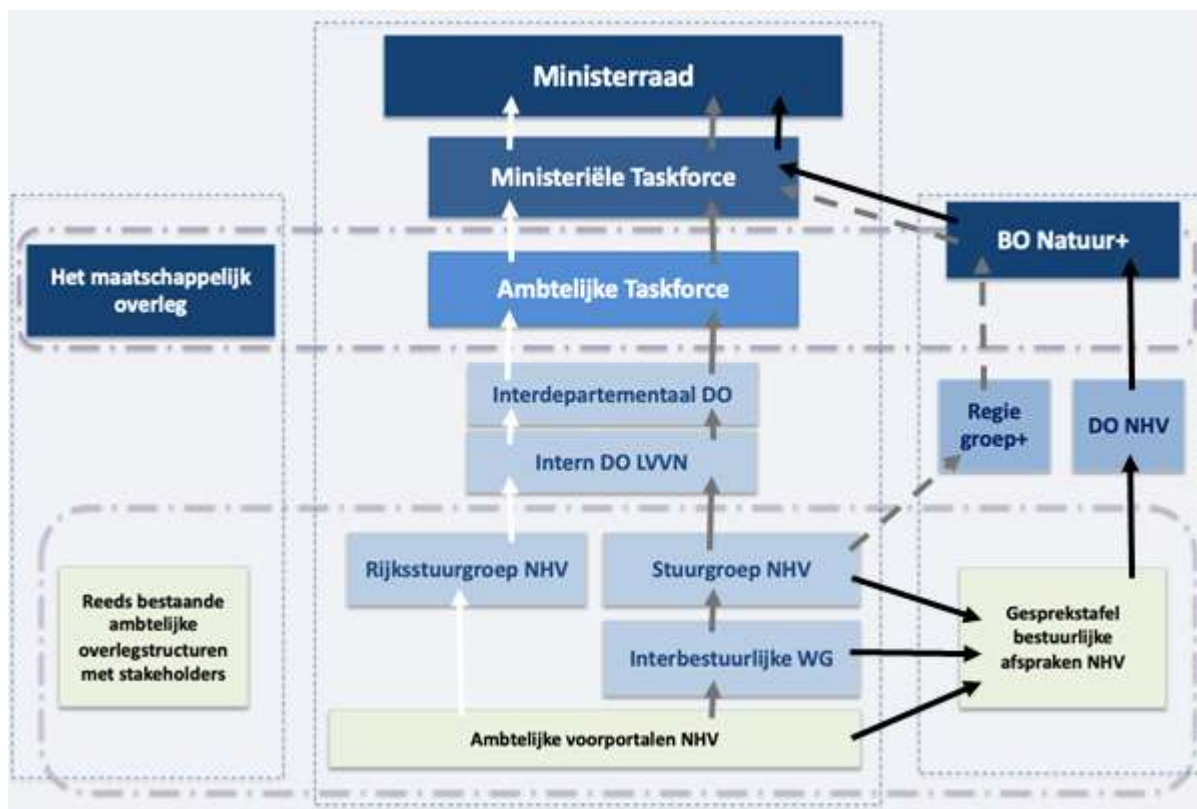 Ministerraad
Ministeriële Taskforce
BO Natuur+
Het maatschappelijk
overleg
Ambtelijke Taskforce
Interdepartementaal DO
Regie
groep+
DO NHV
Intern DO LVVN
Rijksstuurgroep NHV
Stuurgroep NHV
Reeds bestaande
ambtelijke
overlegstructuren
met stakeholders
Gesprekstafel
bestuurlijke
afspraken NHV
Interbestuurlijke WG
Ambtelijke voorportalen NHV